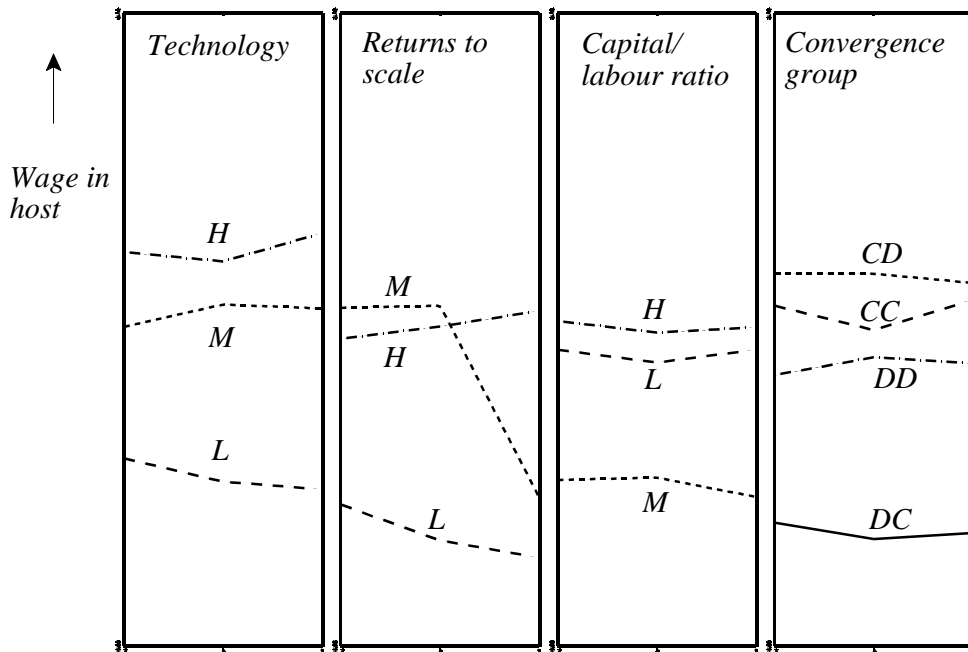 Technology
Returns to
scale
Capital/
labour ratio
Convergence
group
Wage in
host
H
M
L
M
H
L
H
L
M
CD
CC
DD
DC